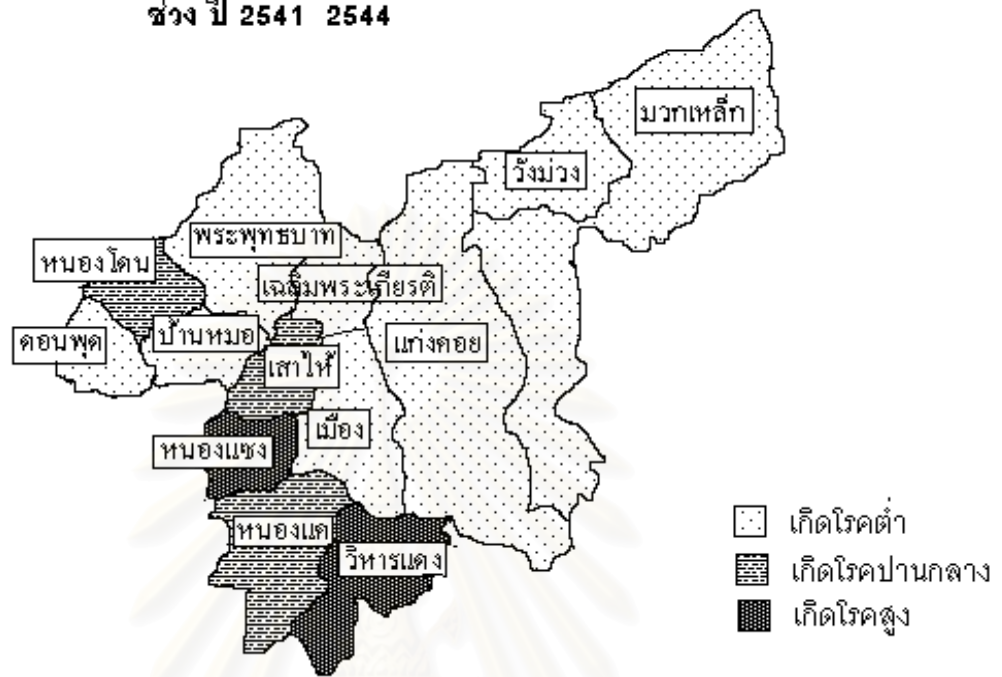 ช่วง ปี 2541 2544
มวกเหล็ก
วังม่วง
พระพุทธบาท
หนองโดน
เฉลิมพระเกียรติ
ดอนพุด
บ้านหมอ
แก่งคอย
เสาไห้
เมือง
หนองแซง
หนองแค
วิหารแดง
เกิดโรคต่ำ
เกิดโรคปานกลาง
เกิดโรคสูง